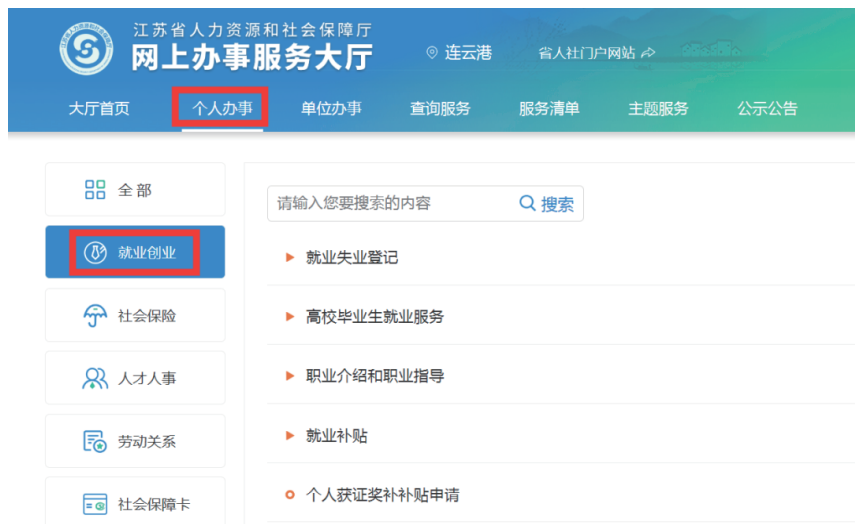 江苏省人力资源和社会保障厅
网上办事服务大厅
连云港
省人社门户网站
大厅首页 个人办事 单位办事 查询服务 服务清单 主题服务 公示公告
全部
请输入您要搜索的内容 搜索
就业创业
就业失业登记
社会保险
高校毕业生就业服务
人才人事
职业介绍和职业指导
劳动关系
就业补贴
社会保障卡
个人获证奖补补贴申请